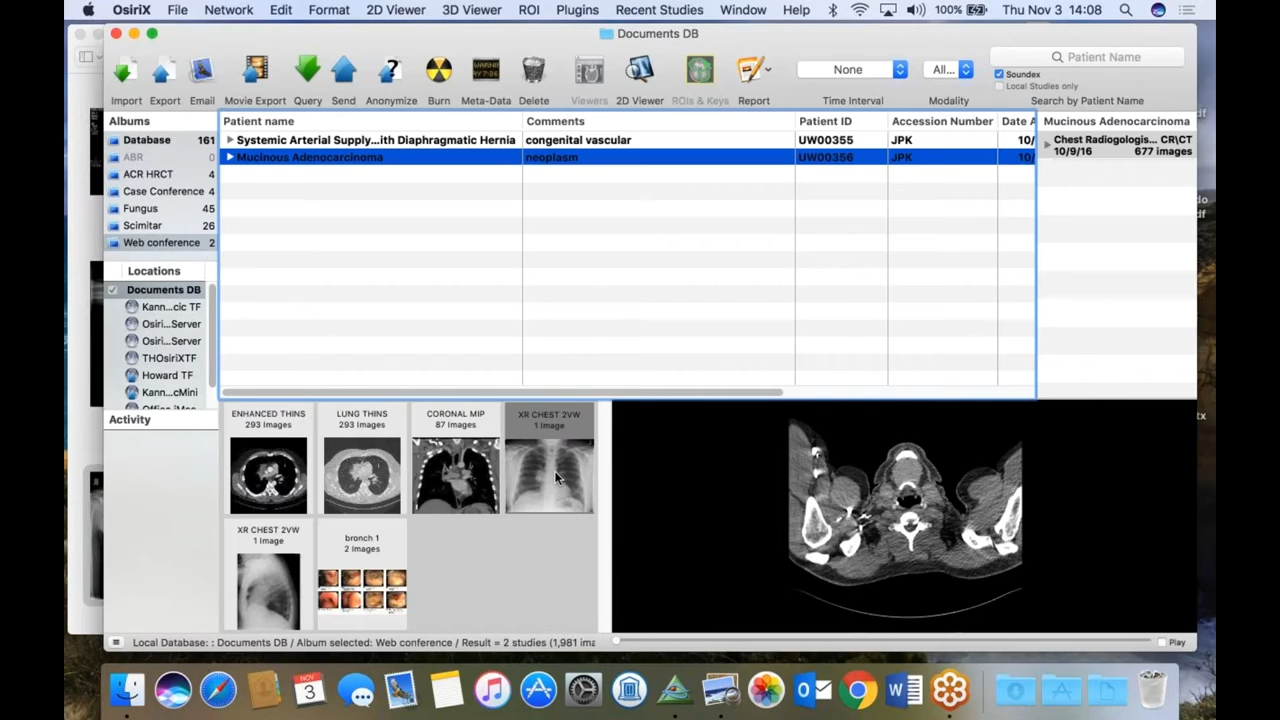 OsiriX File Network Edit Format 2D Viewer 3D Viewer ROI Plugins Recent Studies Window Help 100% Thu Nov 3 14:08
Documents DB
None
All...
Patient Name
Soundex
Local Studies only
Import Export Email Movie Export Query Send Anonymize Burn Meta-Data Delete Viewers 2D Viewer ROIs & Keys Report Time Interval Modality Search by Patient Name
Albums
Database 161
ABR 0
ACR HRCT 4
Case Conference 4
Fungus 45
Scimitar 26
Web conference 2
Locations
Documents DB
Kann...cic TF
Osiri...Server
Osiri...Server
THOsiriXTF
Howard TF
Kann...cMini
Activity
Patient name Comments Patient ID Accession Number Date A
Systemic Arterial Supply...ith Diaphragmatic Hernia congenital vascular UW00355 JPK 10/
Mucinous Adenocarcinoma neoplasm UW00356 JPK 10/
Mucinous Adenocarcinoma
Chest Radiogologis... CR\CT
10/9/16 677 images
ENHANCED THINS
293 Images
LUNG THINS
293 Images
CORONAL MIP
87 Images
XR CHEST 2VW
1 Image
XR CHEST 2VW
1 Image
bronch 1
2 Images
Local Database: : Documents DB / Album selected: Web conference / Result = 2 studies (1,981 ima
Play
NOV
3